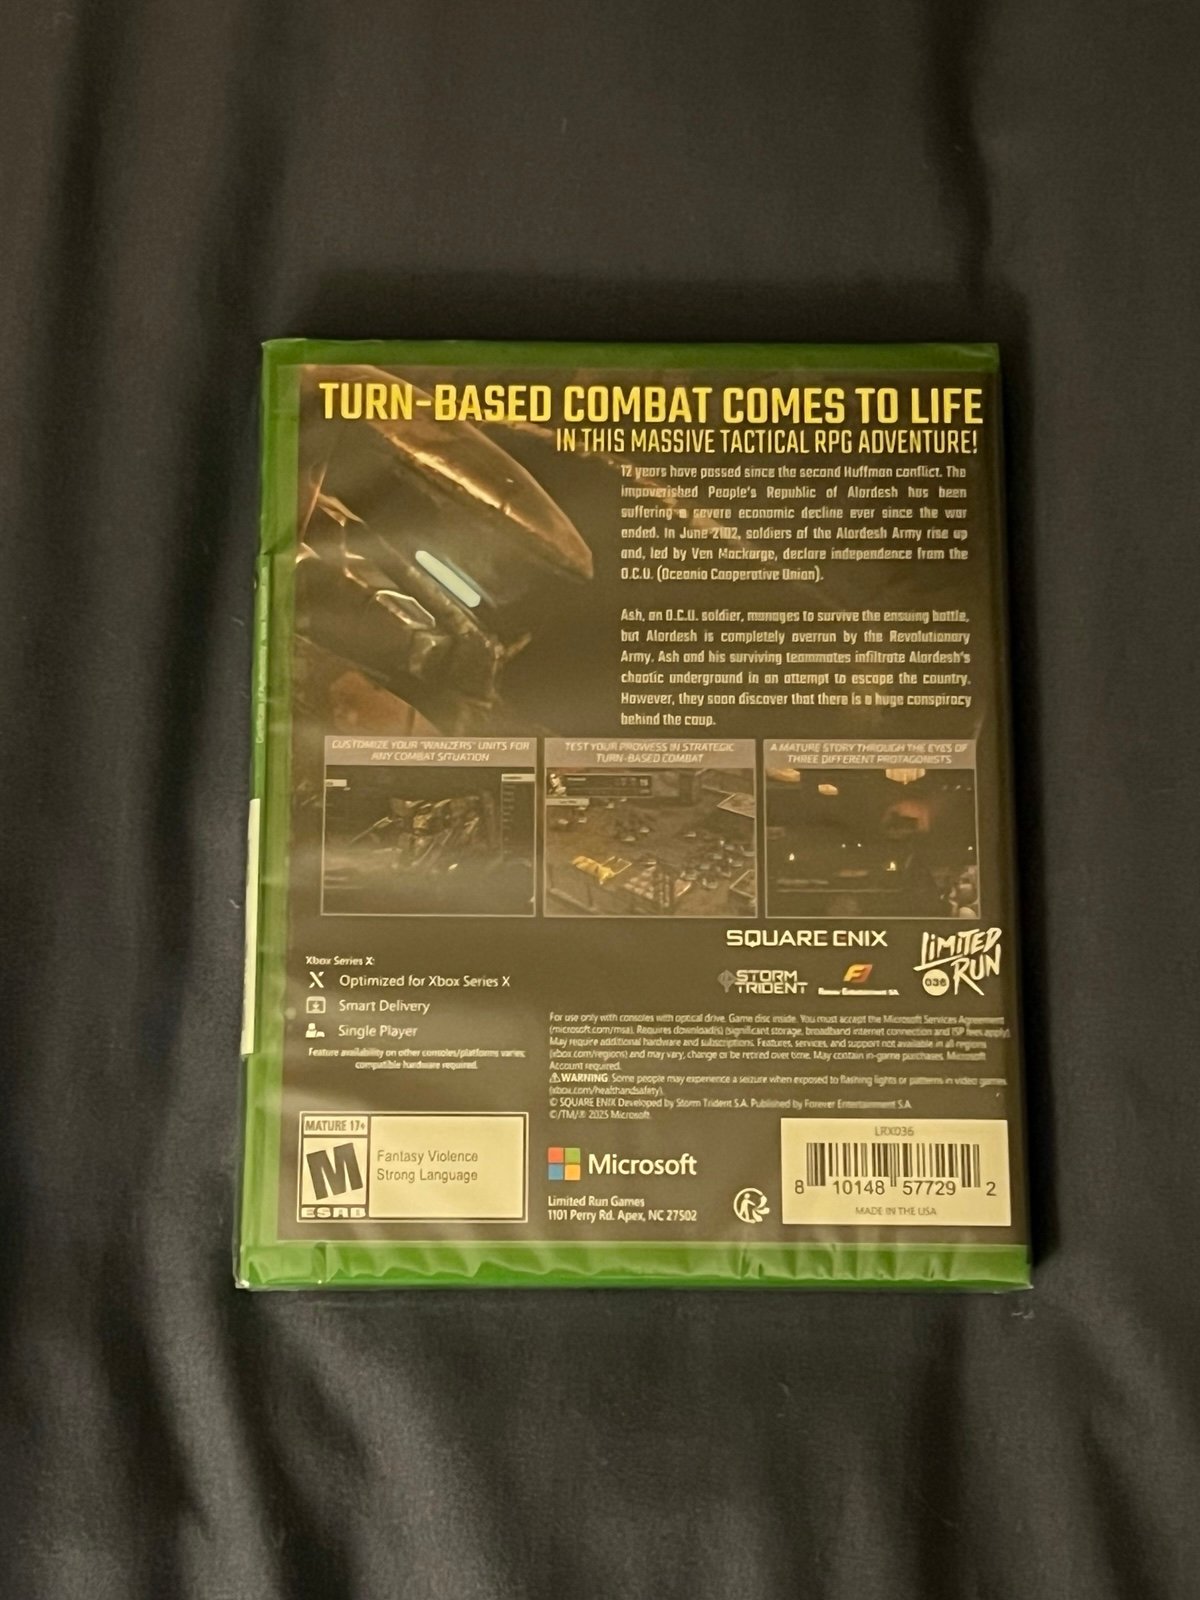 TURN-BASED COMBAT COMES TO LIFE
IN THIS MASSIVE TACTICAL RPG ADVENTURE!
12 years have passed since the second Huffman conflict. The
impoverished People's Republic of Alordesh has been
suffering a severe economic decline ever since the war
ended. In June 2102, soldiers of the Alordesh Army rise up
and, led by Ven Mackarge, declare independence from the
O.C.U. (Oceania Cooperative Union).
Ash, an O.C.U. soldier, manages to survive the ensuing battle,
but Alordesh is completely overrun by the Revolutionary
Army. Ash and his surviving teammates infiltrate Alordesh's
chaotic underground in an attempt to escape the country.
However, they soon discover that there is a huge conspiracy
behind the coup.
CUSTOMIZE YOUR "WANZERS" UNITS FOR
ANY COMBAT SITUATION
TEST YOUR PROWESS IN STRATEGIC
TURN-BASED COMBAT
A MATURE STORY THROUGH THE EYES OF
THREE DIFFERENT PROTAGONISTS
SQUARE ENIX
LIMITED
RUN
036
STORM
TRIDENT
Forever Entertainment S.A.
Xbox Series X:
Optimized for Xbox Series X
Smart Delivery
Single Player
Feature availability on other consoles/platforms varies;
compatible hardware required.
For use only with consoles with optical drive. Game disc inside. You must accept the Microsoft Services Agreement
(microsoft.com/msa). Requires download(s) (significant storage, broadband internet connection and ISP fees apply).
May require additional hardware and subscriptions. Features, services, and support not available in all regions
(xbox.com/regions) and may vary, change or be retired over time. May contain in-game purchases. Microsoft
Account required.
⚠WARNING Some people may experience a seizure when exposed to flashing lights or patterns in video games
(xbox.com/healthandsafety).
© SQUARE ENIX Developed by Storm Trident S.A. Published by Forever Entertainment S.A.
©/TM/® 2025 Microsoft.
MATURE 17+
M
ESRB
Fantasy Violence
Strong Language
Microsoft
Limited Run Games
1101 Perry Rd. Apex, NC 27502
LRX036
8 10148 57729 2
MADE IN THE USA